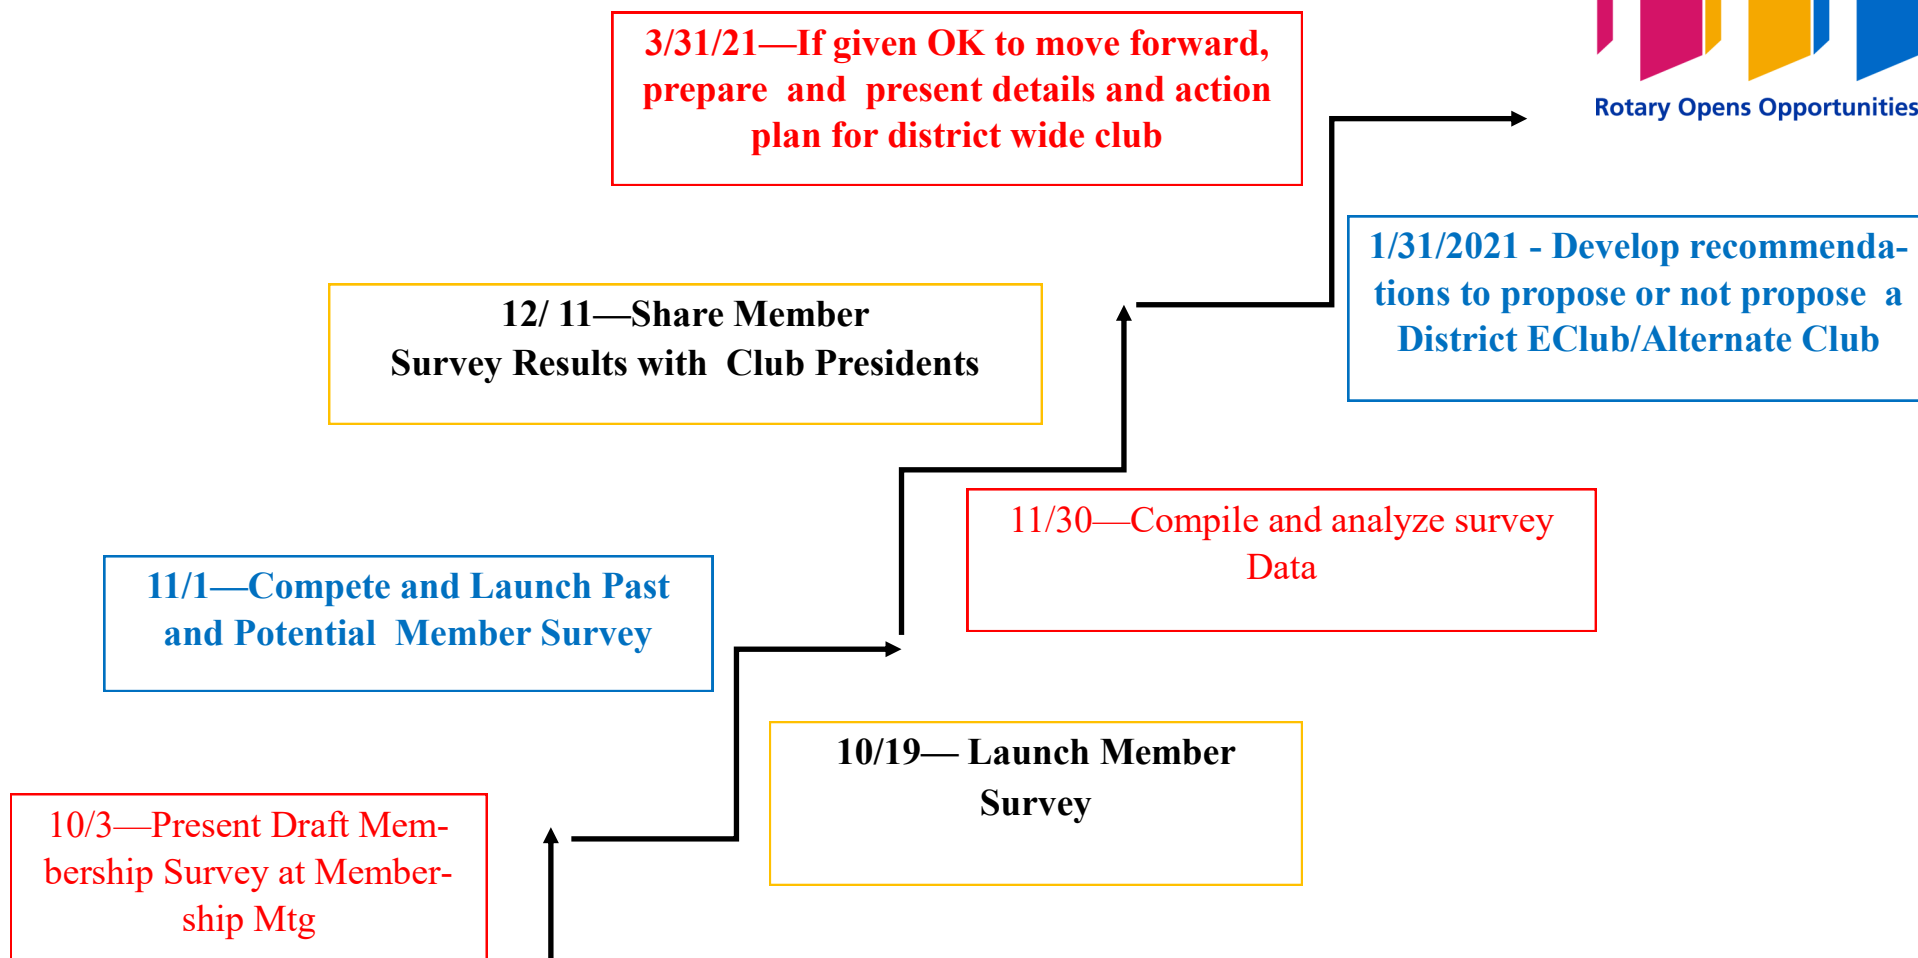 3/31/21—If given OK to move forward,
prepare and present details and action
plan for district wide club
Rotary Opens Opportunities
1/31/2021 - Develop recommenda-
tions to propose or not propose a
District EClub/Alternate Club
12/ 11—Share Member
Survey Results with Club Presidents
11/30—Compile and analyze survey
Data
11/1—Compete and Launch Past
and Potential Member Survey
10/19— Launch Member
Survey
10/3—Present Draft Mem-
bership Survey at Member-
ship Mtg